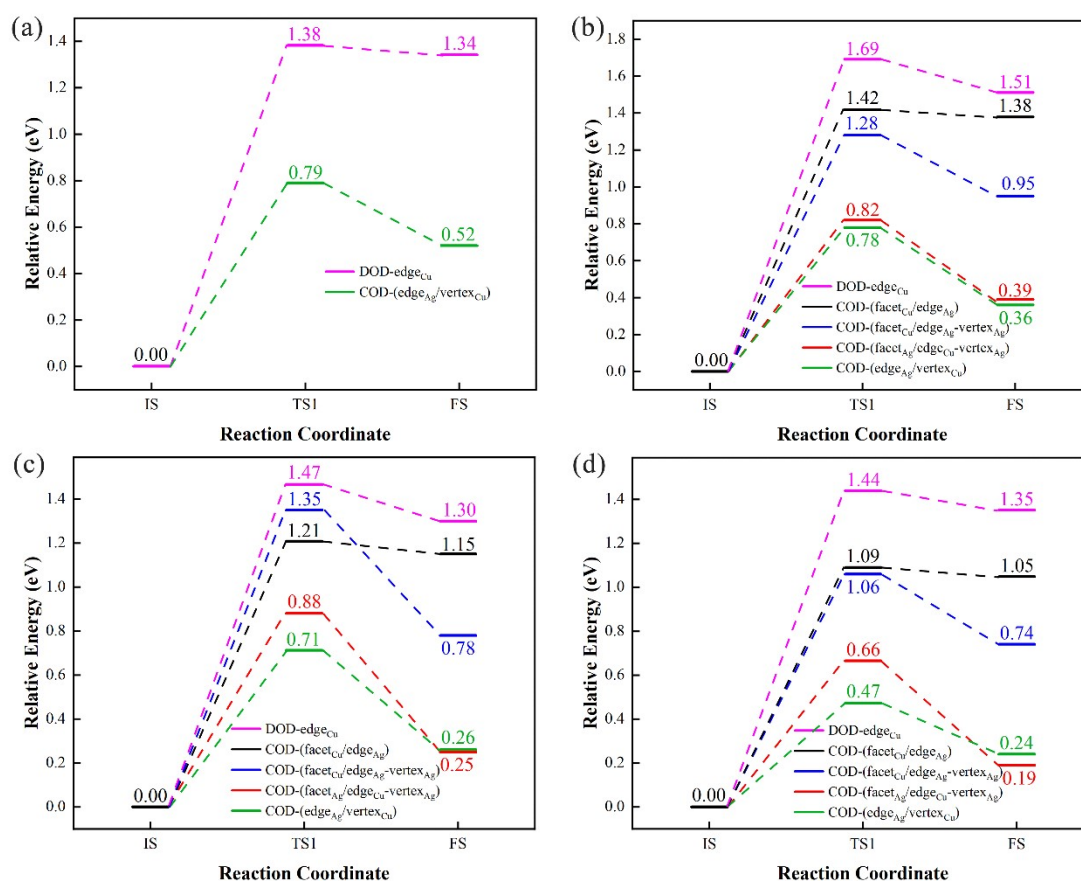 (a)
Relative Energy (eV)
1.4
1.2
1.0
0.8
0.6
0.4
0.2
0.0
1.38
1.34
0.79
0.52
0.00
DOD-edgeCu
COD-(edgeAg/vertexCu)
IS
TS1
FS
Reaction Coordinate
(b)
Relative Energy (eV)
1.8
1.6
1.4
1.2
1.0
0.8
0.6
0.4
0.2
0.0
1.69
1.51
1.42
1.38
1.28
0.95
0.82
0.78
0.39
0.36
0.00
DOD-edgeCu
COD-(facetCu/edgeAg)
COD-(facetCu/edgeAg-vertexAg)
COD-(facetAg/edgeCu-vertexAg)
COD-(edgeAg/vertexCu)
IS
TS1
FS
Reaction Coordinate
(c)
Relative Energy (eV)
1.4
1.2
1.0
0.8
0.6
0.4
0.2
0.0
1.47
1.30
1.35
1.21
1.15
0.88
0.78
0.71
0.26
0.25
0.00
DOD-edgeCu
COD-(facetCu/edgeAg)
COD-(facetCu/edgeAg-vertexAg)
COD-(facetAg/edgeCu-vertexAg)
COD-(edgeAg/vertexCu)
IS
TS1
FS
Reaction Coordinate
(d)
Relative Energy (eV)
1.4
1.2
1.0
0.8
0.6
0.4
0.2
0.0
1.44
1.35
1.09
1.05
1.06
0.74
0.66
0.47
0.24
0.19
0.00
DOD-edgeCu
COD-(facetCu/edgeAg)
COD-(facetCu/edgeAg-vertexAg)
COD-(facetAg/edgeCu-vertexAg)
COD-(edgeAg/vertexCu)
IS
TS1
FS
Reaction Coordinate